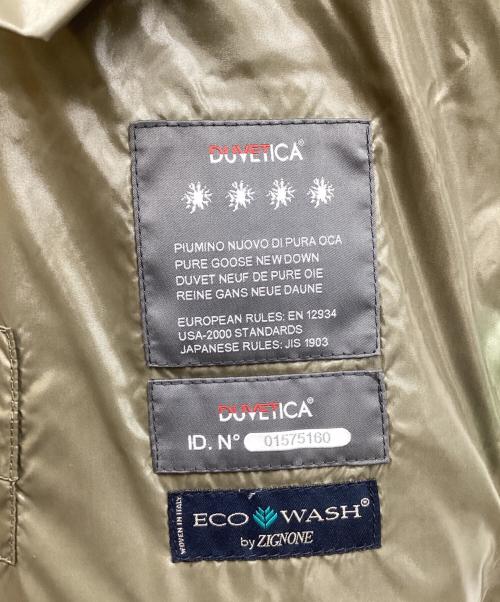 DUVETICA®
PIUMINO NUOVO DI PURA OCA
PURE GOOSE NEW DOWN
DUVET NEUF DE PURE OIE
REINE GANS NEUE DAUNE
EUROPEAN RULES: EN 12934
USA-2000 STANDARDS
JAPANESE RULES: JIS 1903
DUVETICA®
ID. N° 01575160
WOVEN IN ITALY
ECO WASH®
by ZIGNONE